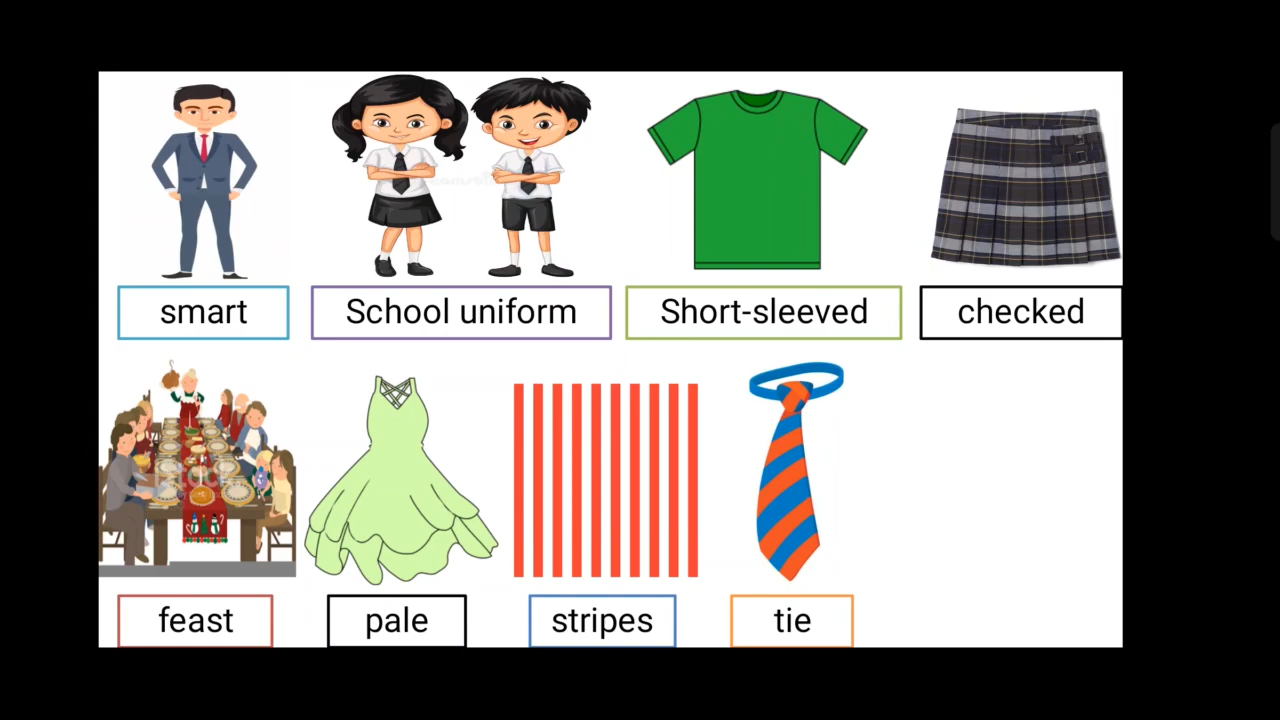 smart
School uniform
Short-sleeved
checked
feast
pale
stripes
tie